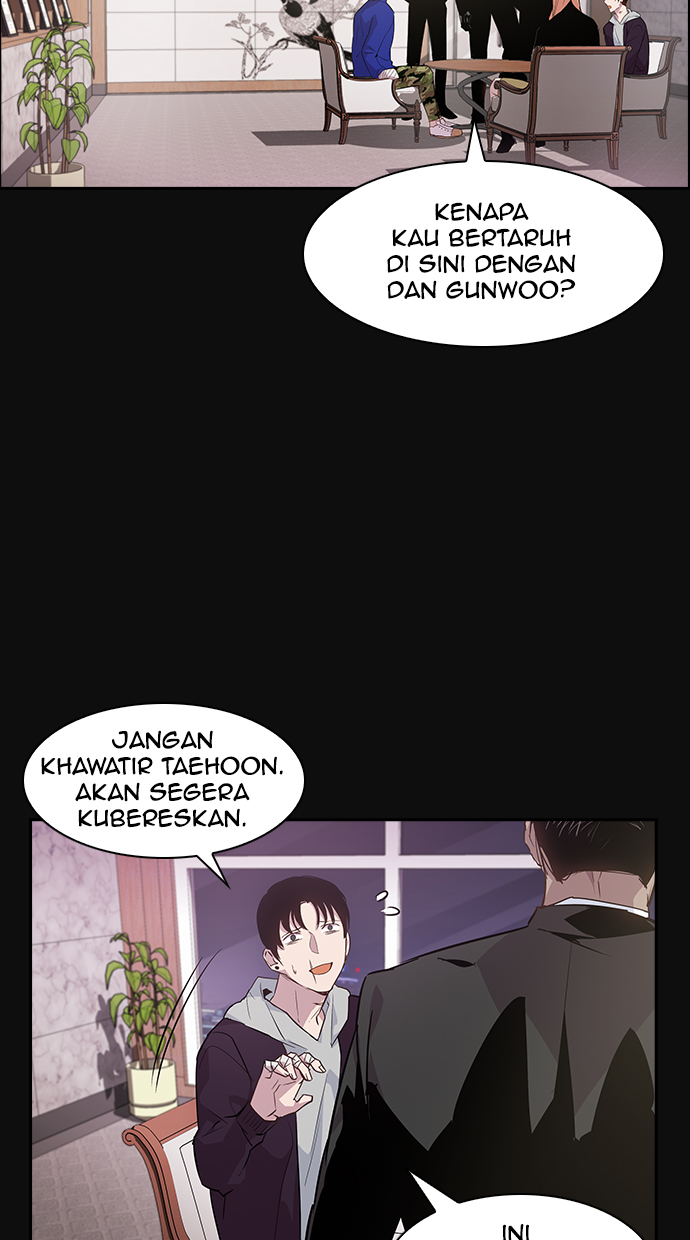 KENAPA
KAU BERTARUH
DI SINI DENGAN
DAN GUNWOO?
JANGAN
KHAWATIR TAEHOON.
AKAN SEGERA
KUBERESKAN.
INI